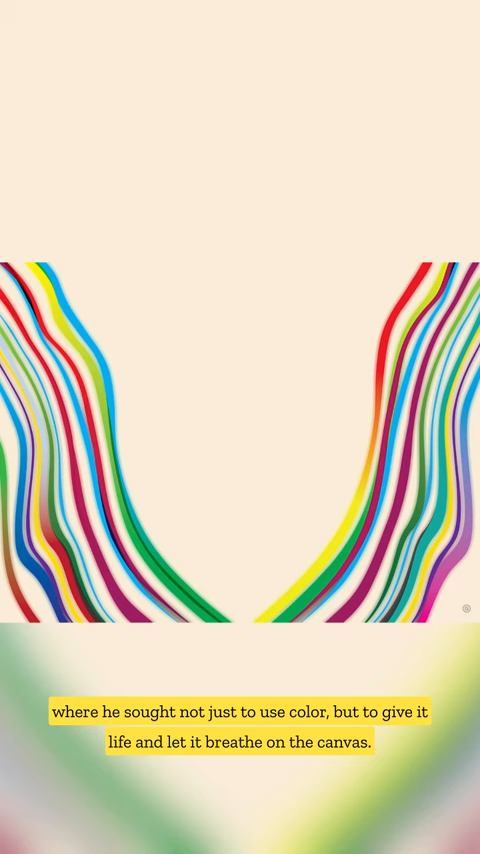 where he sought not just to use color, but to give it
life and let it breathe on the canvas.